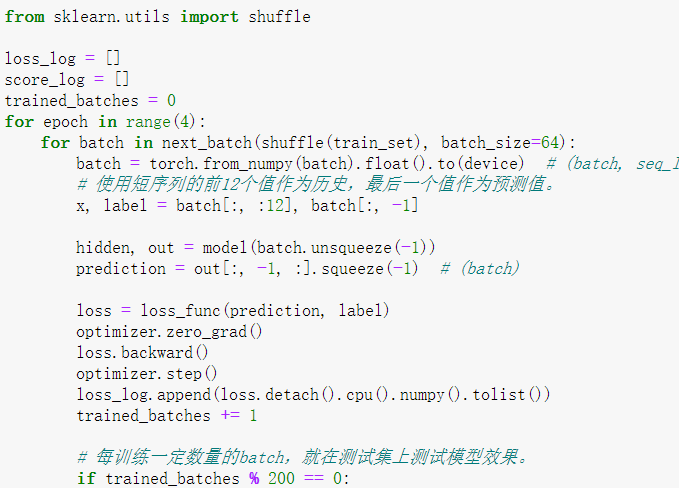 from sklearn.utils import shuffle
loss_log = []
score_log = []
trained_batches = 0
for epoch in range(4):
    for batch in next_batch(shuffle(train_set), batch_size=64):
        batch = torch.from_numpy(batch).float().to(device)  # (batch, seq_l
        # 使用短序列的前12个值作为历史，最后一个值作为预测值。
        x, label = batch[:, :12], batch[:, -1]
        hidden, out = model(batch.unsqueeze(-1))
        prediction = out[:, -1, :].squeeze(-1)  # (batch)
        loss = loss_func(prediction, label)
        optimizer.zero_grad()
        loss.backward()
        optimizer.step()
        loss_log.append(loss.detach().cpu().numpy().tolist())
        trained_batches += 1
        # 每训练一定数量的batch，就在测试集上测试模型效果。
        if trained_batches % 200 == 0: